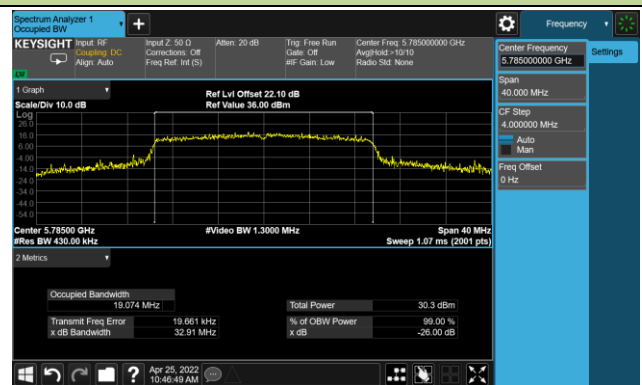 Spectrum Analyzer 1
Occupied BW
Frequency
KEYSIGHT
Input: RF
Coupling: DC
Align: Auto
Input Z: 50 Ω
Corrections: Off
Freq Ref: Int (S)
Atten: 20 dB
Trig: Free Run
Gate: Off
#IF Gain: Low
Center Freq: 5.785000000 GHz
Avg|Hold:>10/10
Radio Std: None
Center Frequency
5.785000000 GHz
Settings
Span
40.000 MHz
CF Step
4.000000 MHz
Auto
Man
Freq Offset
0 Hz
1 Graph
Scale/Div 10.0 dB
Ref Lvl Offset 22.10 dB
Ref Value 36.00 dBm
Log
26.0
16.0
6.00
-4.00
-14.0
-24.0
-34.0
-44.0
-54.0
Center 5.78500 GHz
#Res BW 430.00 kHz
#Video BW 1.3000 MHz
Span 40 MHz
Sweep 1.07 ms (2001 pts)
2 Metrics
Occupied Bandwidth
19.074 MHz
Total Power 30.3 dBm
Transmit Freq Error 19.661 kHz
% of OBW Power 99.00 %
x dB Bandwidth 32.91 MHz
x dB -26.00 dB
Apr 25, 2022
10:46:49 AM